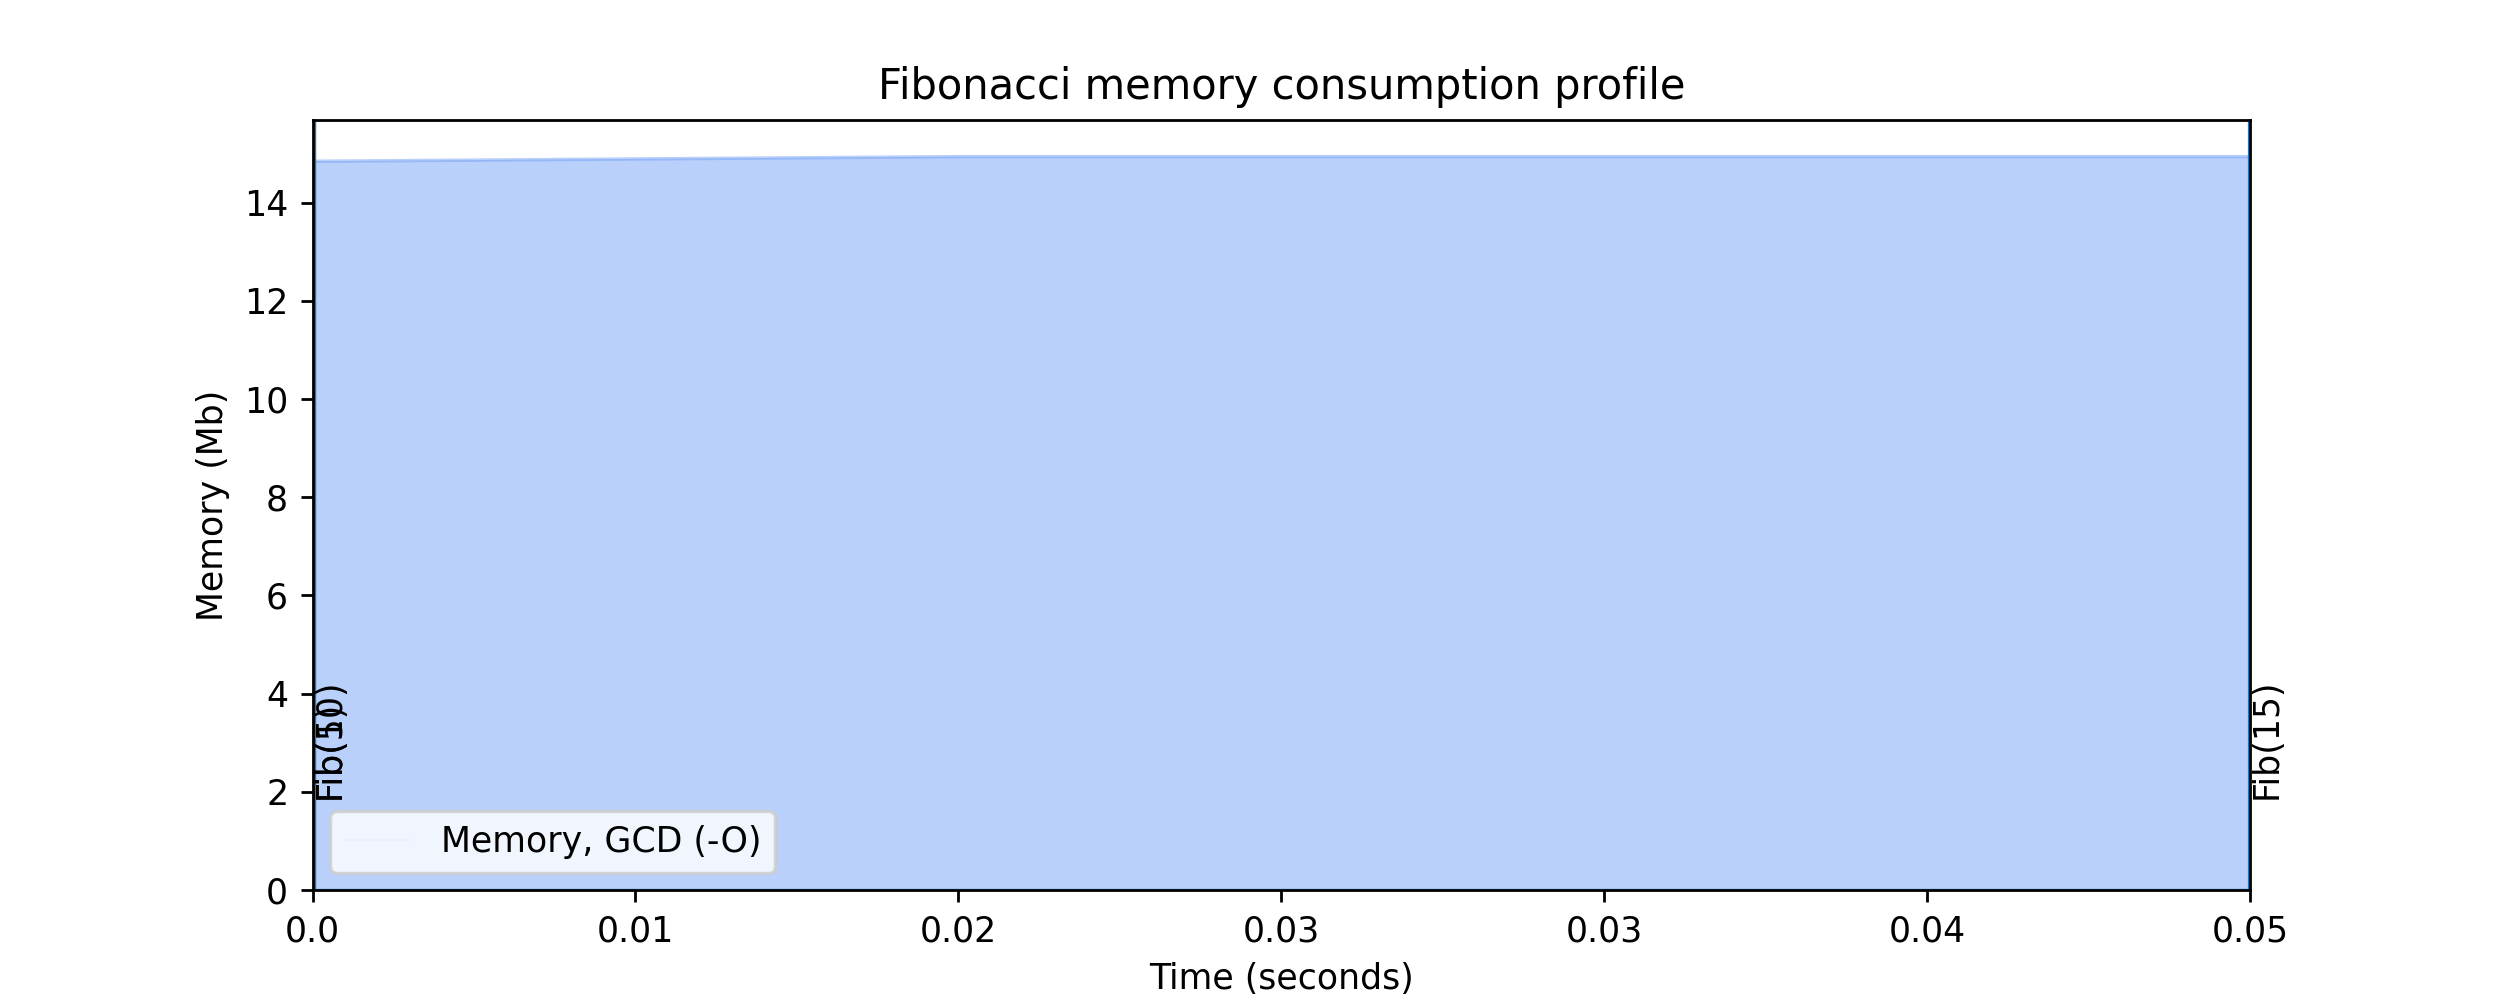 Fibonacci memory consumption profile
Memory (Mb)
14
12
10
8
6
4
2
0
Fib(15)
Memory, GCD (-O)
0.0 0.01 0.02 0.03 0.03 0.04 0.05
Time (seconds)